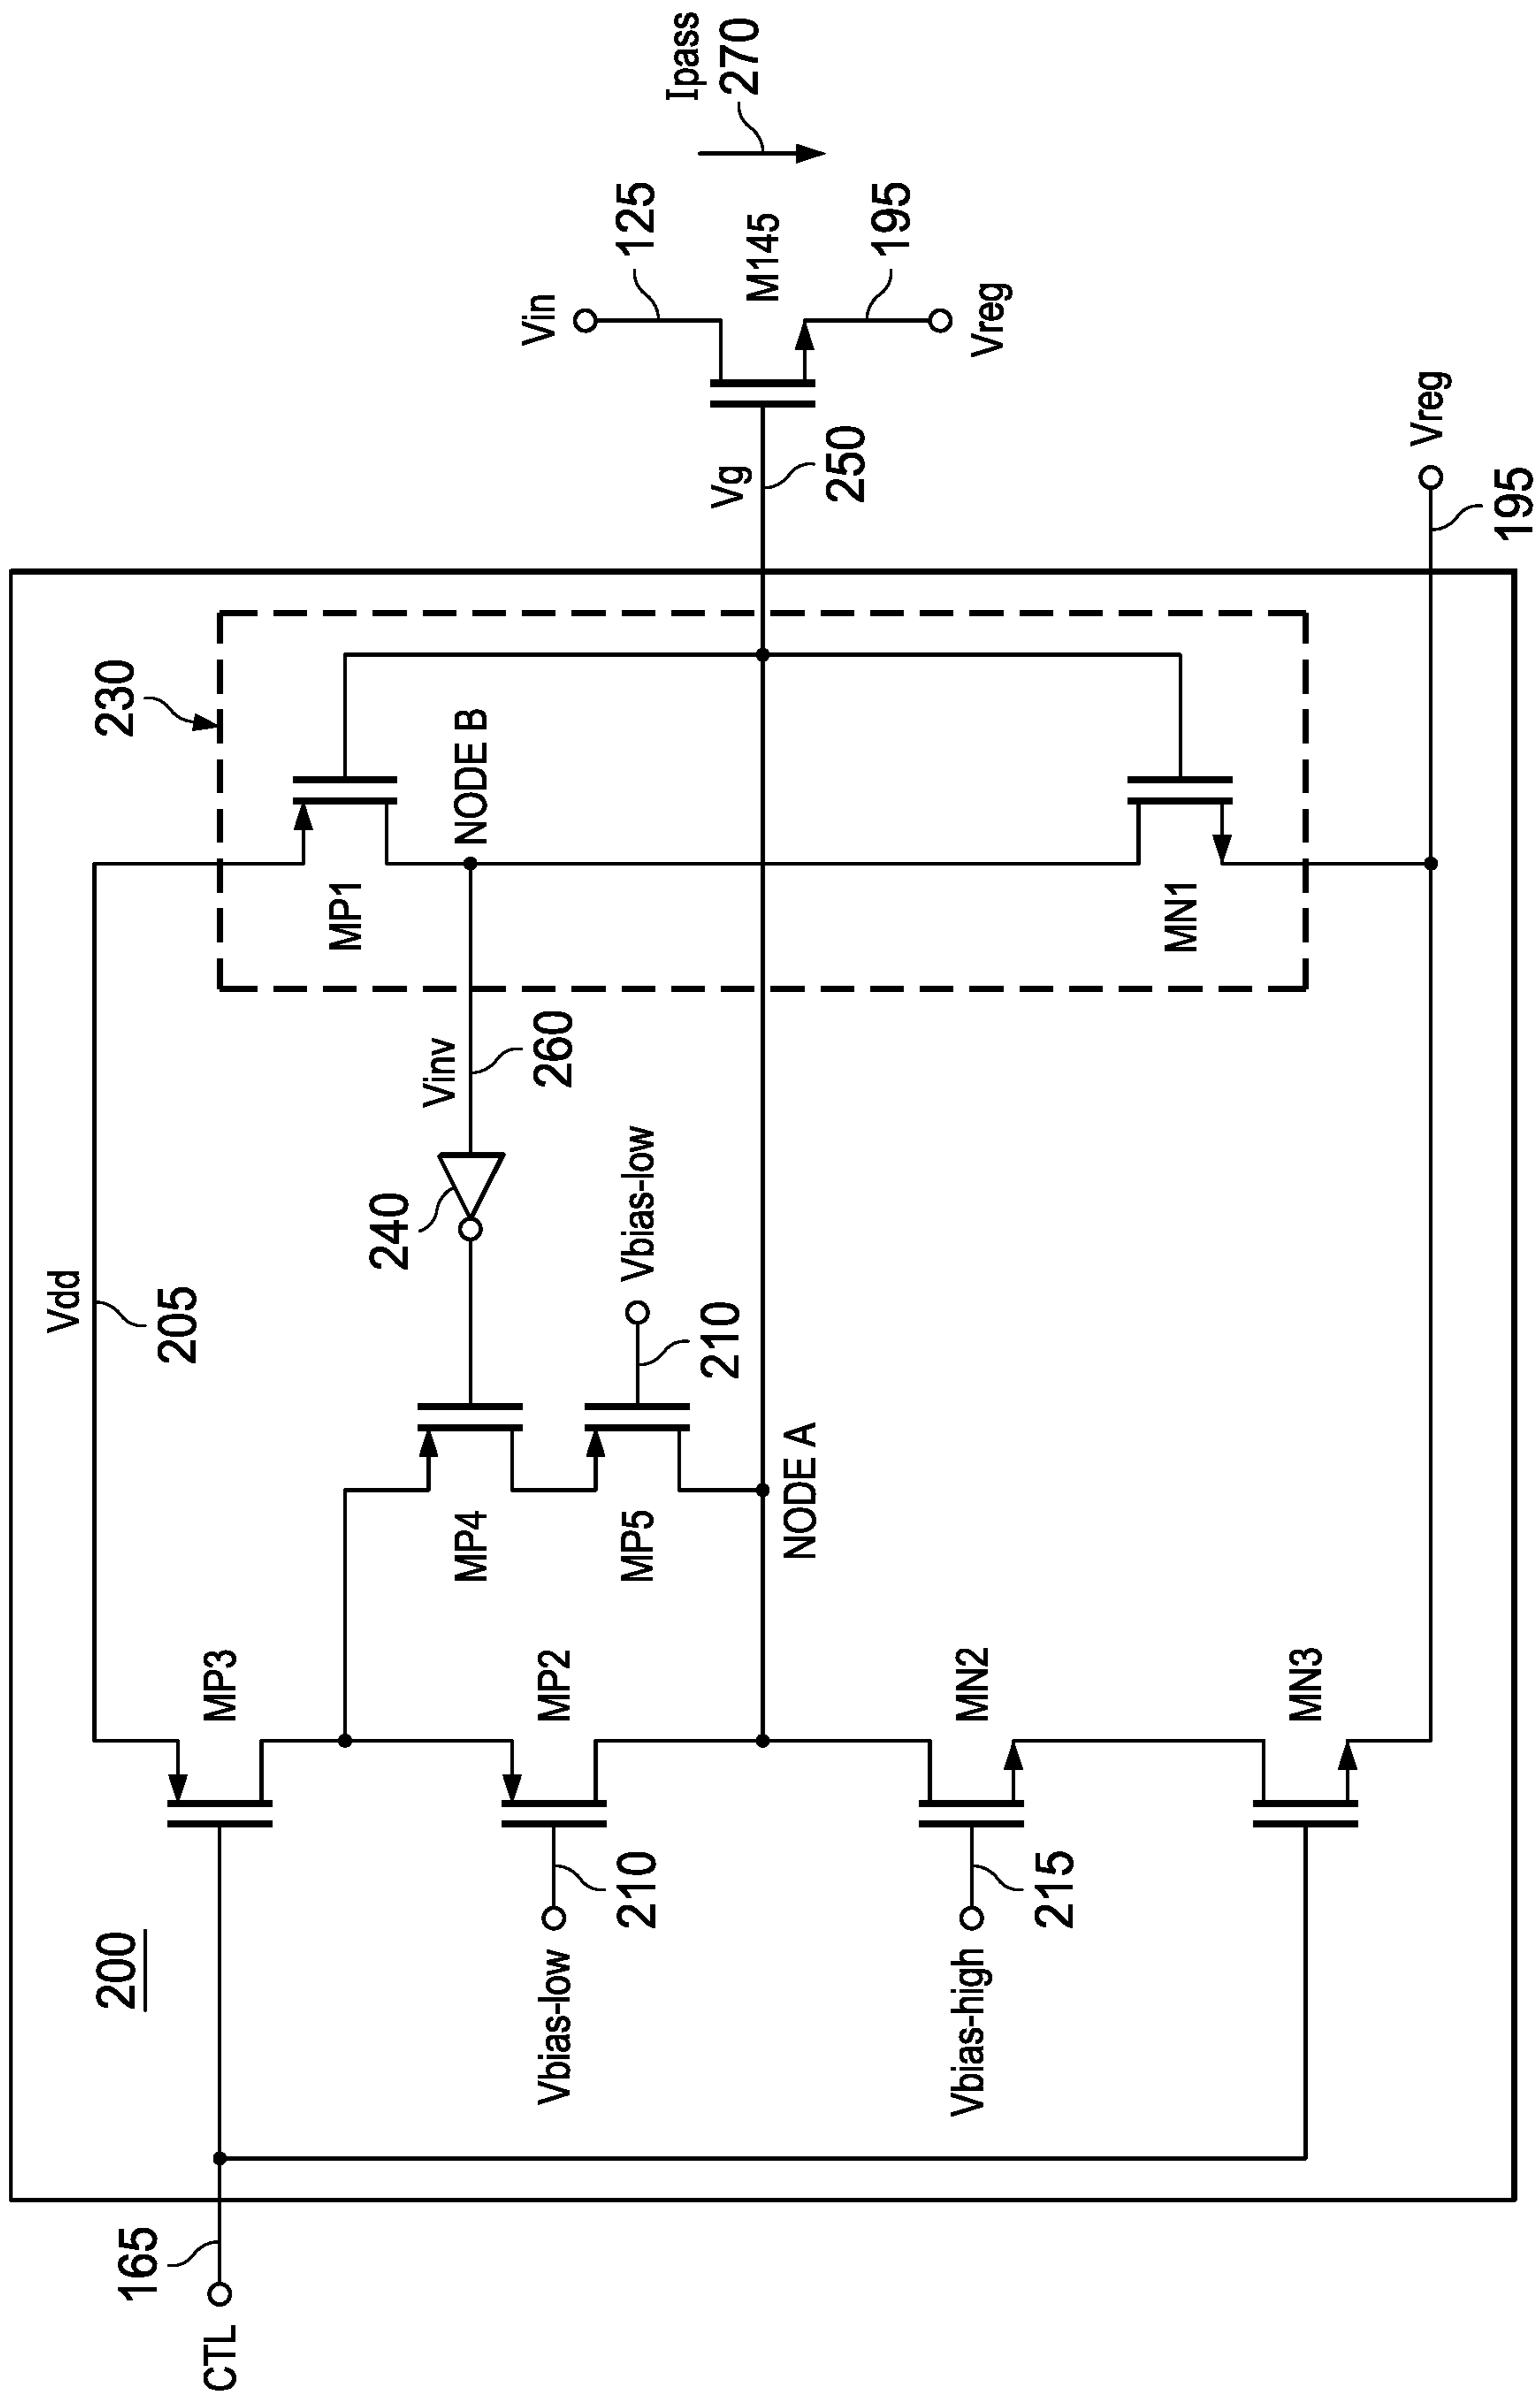 200
Vdd
205
230
CTL
165
MP3
MP1
240
Vinv
260
NODE B
MP4
Vbias-low
210
MP2
MP5
Vbias-low
210
NODE A
Vg
250
Vin
125
M145
195
Vreg
Ipass
270
Vbias-high
215
MN2
MN1
MN3
Vreg
195